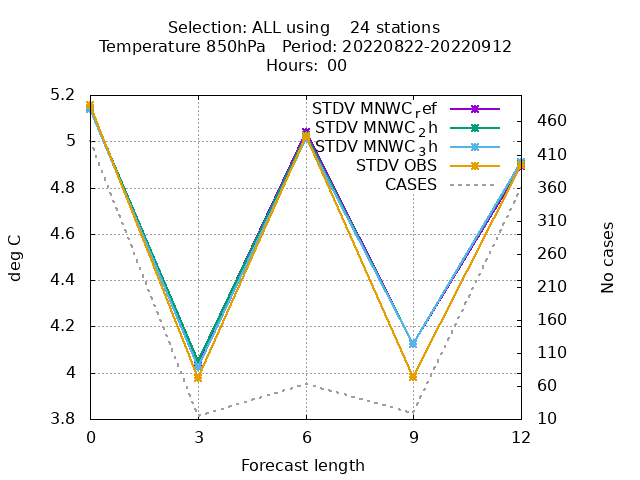 Selection: ALL using    24 stations
Temperature 850hPa   Period: 20220822-20220912
Hours: 00
STDV MNWC_ref
STDV MNWC_2h
STDV MNWC_3h
STDV OBS
CASES
5.2
5
4.8
4.6
4.4
4.2
4
3.8
deg C
460
410
360
310
260
210
160
110
60
10
No cases
0 3 6 9 12
Forecast length